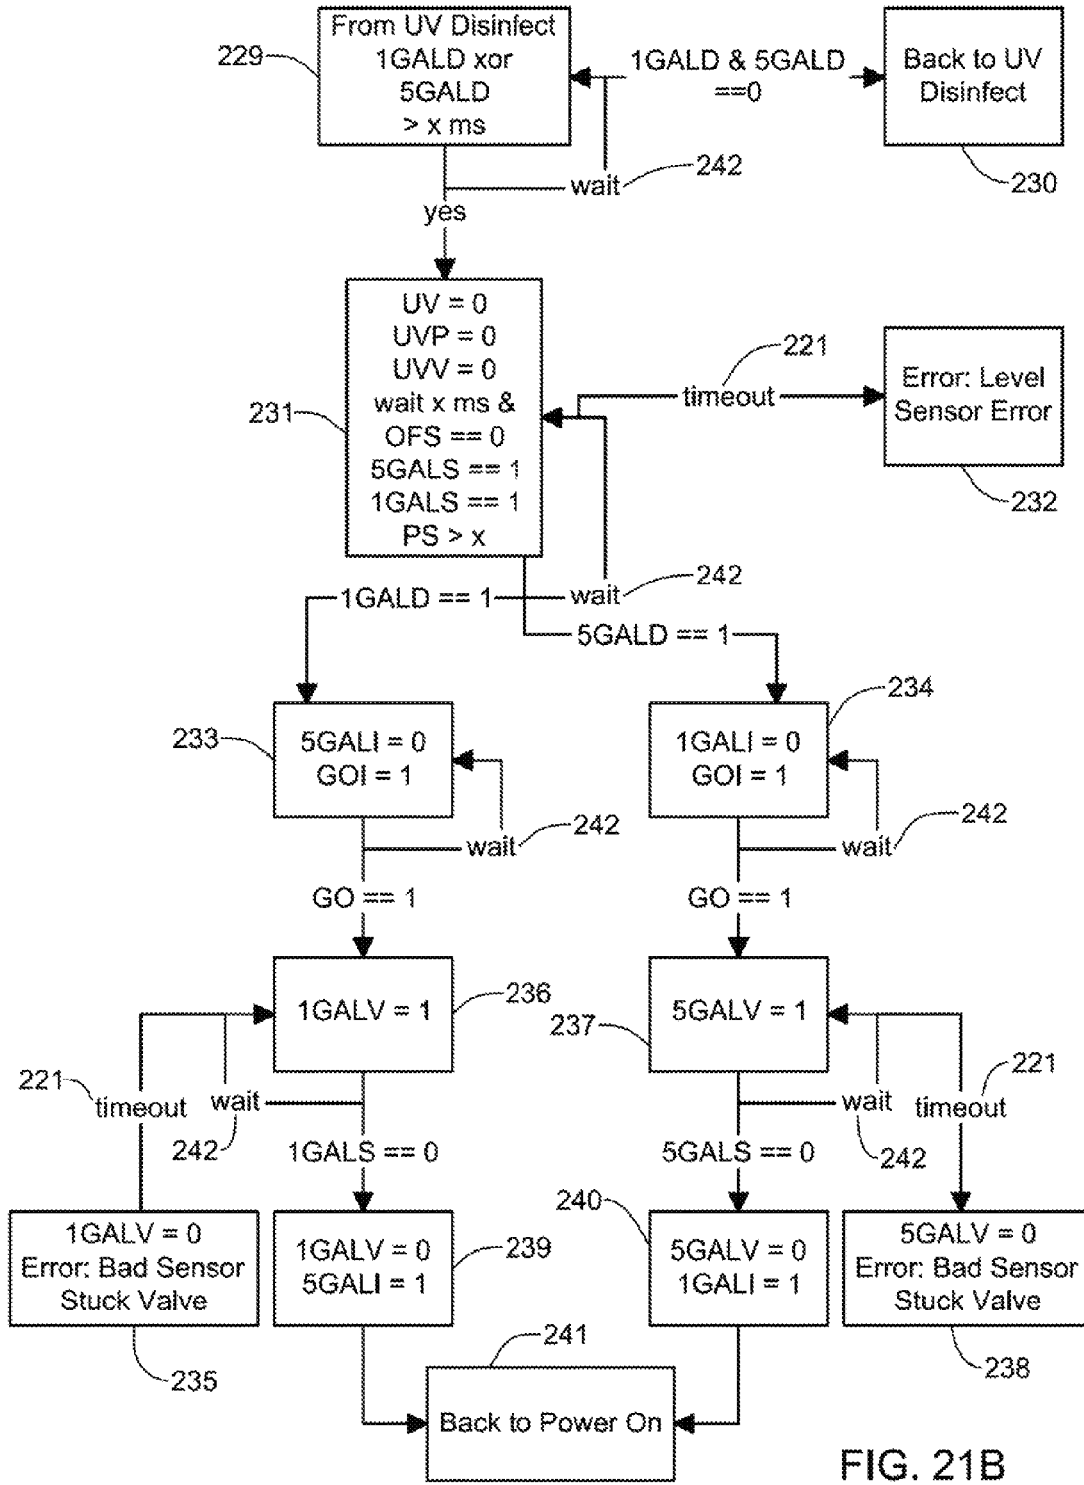 From UV Disinfect
1GALD xor
5GALD
> x ms
229
1GALD & 5GALD
==0
Back to UV
Disinfect
230
wait
242
yes
UV = 0
UVP = 0
UVV = 0
wait x ms &
OFS == 0
5GALS == 1
1GALS == 1
PS > x
231
221
timeout
Error: Level
Sensor Error
232
wait
242
1GALD == 1
5GALD == 1
233
5GALI = 0
GOI = 1
wait
242
234
1GALI = 0
GOI = 1
wait
242
GO == 1
GO == 1
1GALV = 1
236
237
5GALV = 1
221
timeout
wait
242
1GALS == 0
5GALS == 0
wait
242
221
timeout
1GALV = 0
Error: Bad Sensor
Stuck Valve
235
1GALV = 0
5GALI = 1
239
240
5GALV = 0
1GALI = 1
5GALV = 0
Error: Bad Sensor
Stuck Valve
238
241
Back to Power On
FIG. 21B